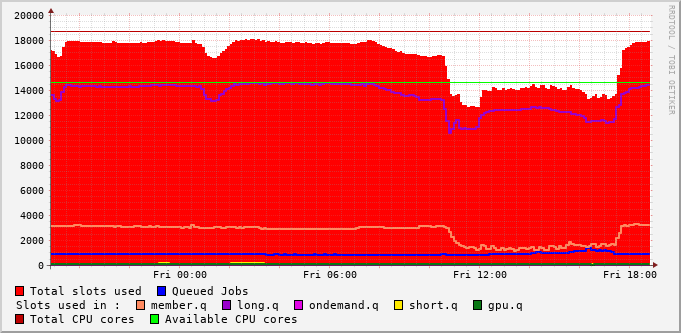 20000
18000
16000
14000
12000
10000
8000
6000
4000
2000
0
Fri 00:00 Fri 06:00 Fri 12:00 Fri 18:00
RRDTOOL / TOBI OETIKER
Total slots used Queued Jobs
Slots used in : member.q long.q ondemand.q short.q gpu.q
Total CPU cores Available CPU cores